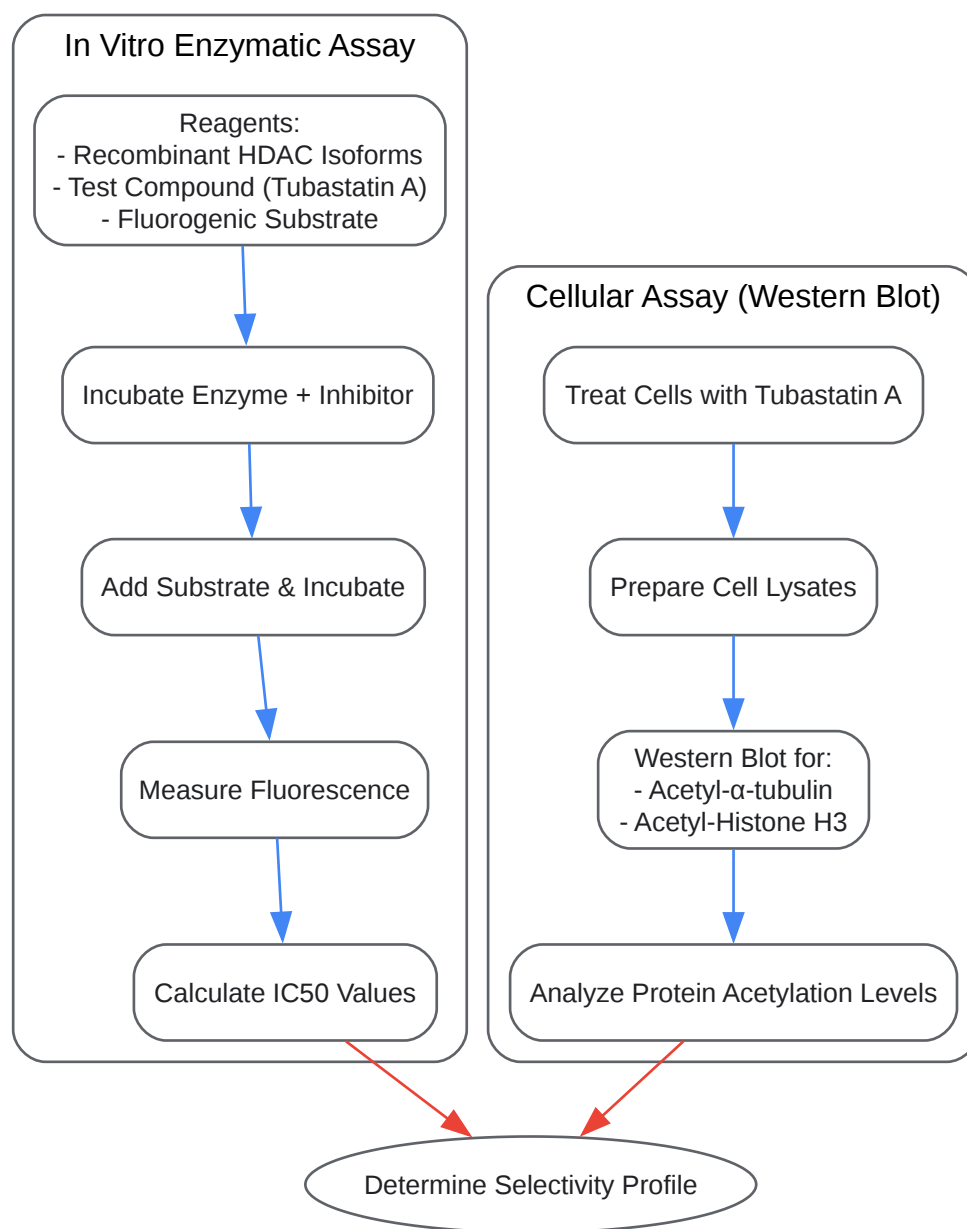 In Vitro Enzymatic Assay
Reagents:
- Recombinant HDAC Isoforms
- Test Compound (Tubastatin A)
- Fluorogenic Substrate
Incubate Enzyme + Inhibitor
Add Substrate & Incubate
Measure Fluorescence
Calculate IC50 Values
Cellular Assay (Western Blot)
Treat Cells with Tubastatin A
Prepare Cell Lysates
Western Blot for:
- Acetyl-α-tubulin
- Acetyl-Histone H3
Analyze Protein Acetylation Levels
Determine Selectivity Profile